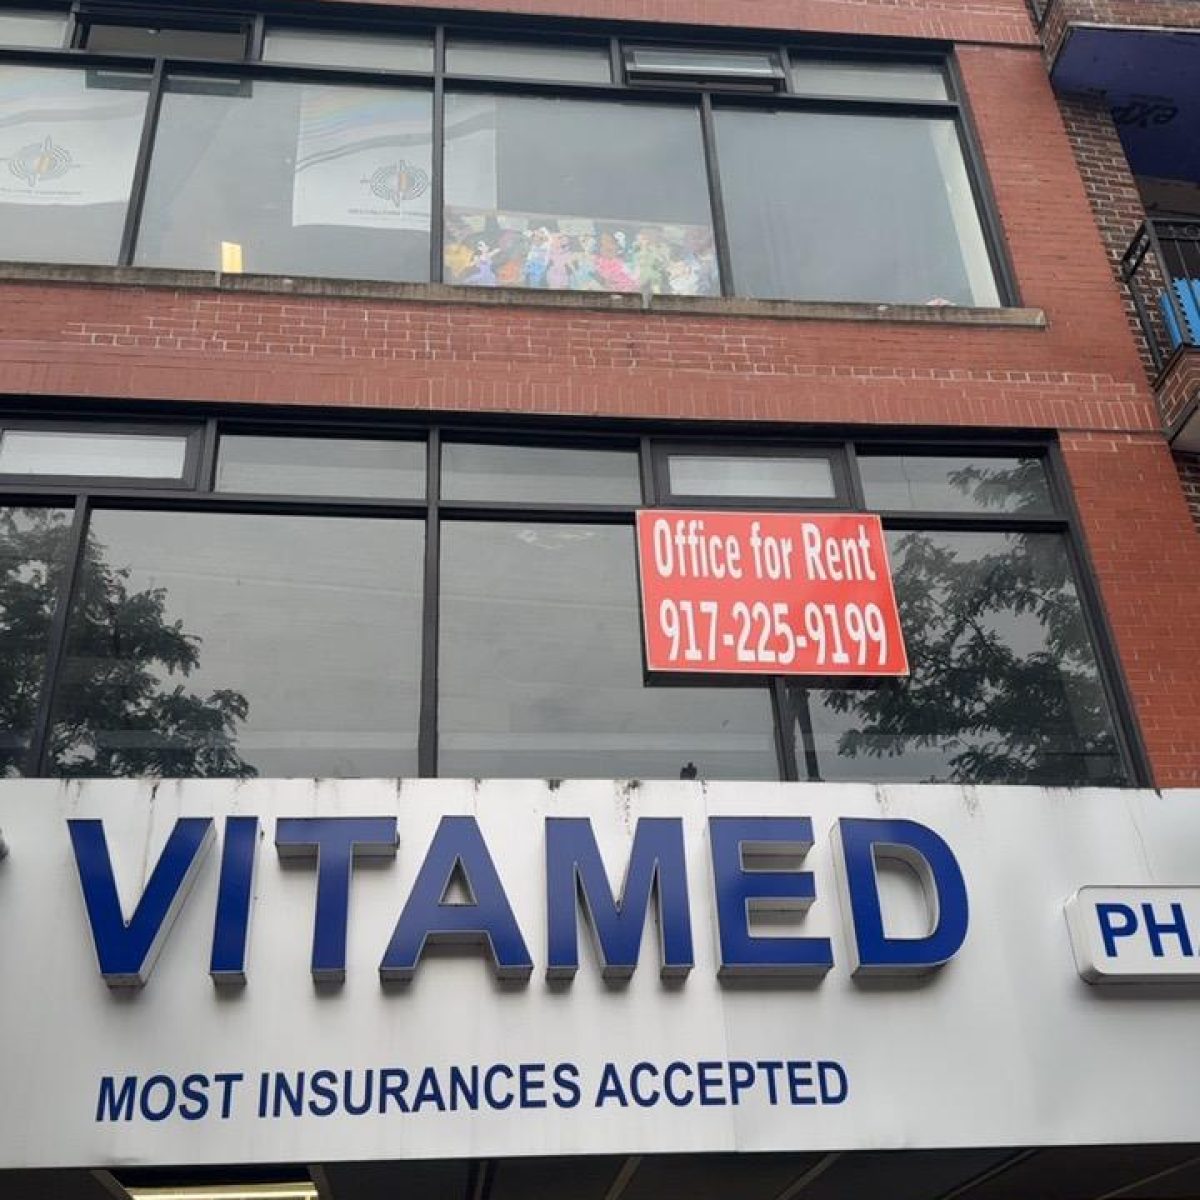 Office for Rent
917-225-9199
VITAMED
PH
MOST INSURANCES ACCEPTED